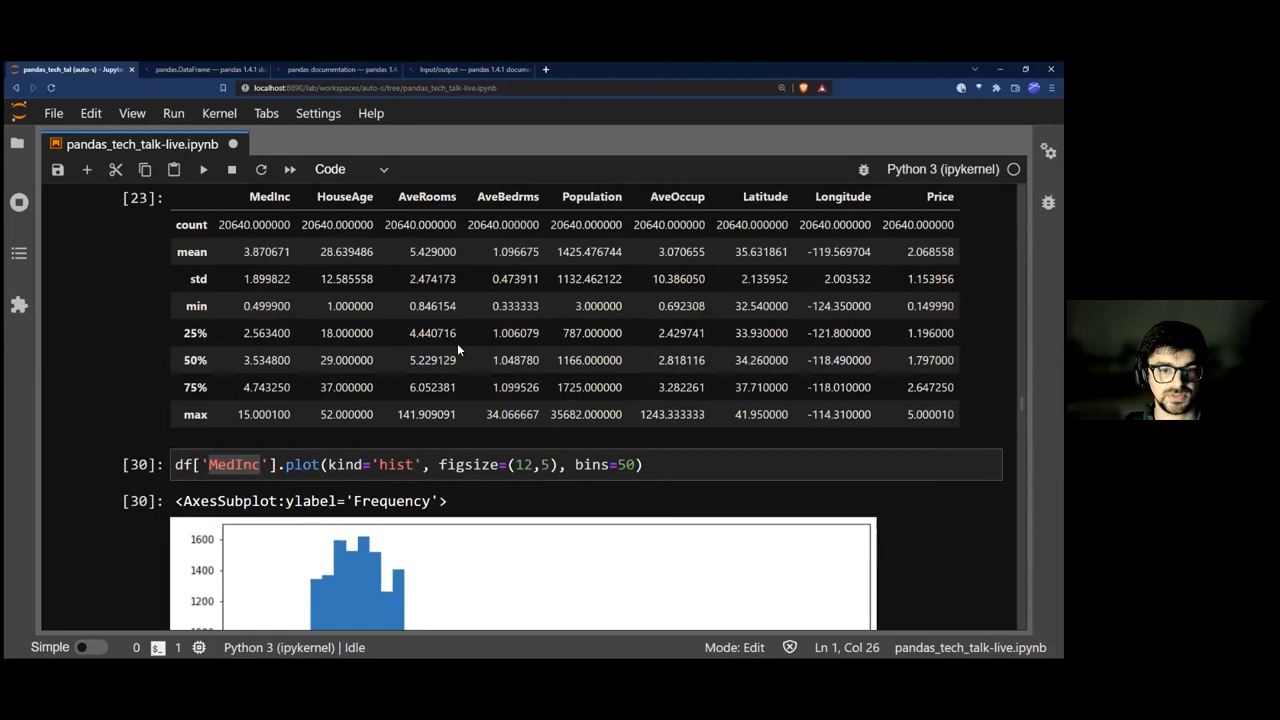 pandas_tech_tal (auto-s) - Jupyte
pandas.DataFrame — pandas 1.4.1 d
pandas documentation — pandas 1.4.
Input/output — pandas 1.4.1 docume
localhost:8890/lab/workspaces/auto-s/tree/pandas_tech_talk-live.ipynb
File Edit View Run Kernel Tabs Settings Help
pandas_tech_talk-live.ipynb
Code
Python 3 (ipykernel)
[23]: MedInc HouseAge AveRooms AveBedrms Population AveOccup Latitude Longitude Price
count 20640.000000 20640.000000 20640.000000 20640.000000 20640.000000 20640.000000 20640.000000 20640.000000 20640.000000
mean 3.870671 28.639486 5.429000 1.096675 1425.476744 3.070655 35.631861 -119.569704 2.068558
std 1.899822 12.585558 2.474173 0.473911 1132.462122 10.386050 2.135952 2.003532 1.153956
min 0.499900 1.000000 0.846154 0.333333 3.000000 0.692308 32.540000 -124.350000 0.149990
25% 2.563400 18.000000 4.440716 1.006079 787.000000 2.429741 33.930000 -121.800000 1.196000
50% 3.534800 29.000000 5.229129 1.048780 1166.000000 2.818116 34.260000 -118.490000 1.797000
75% 4.743250 37.000000 6.052381 1.099526 1725.000000 3.282261 37.710000 -118.010000 2.647250
max 15.000100 52.000000 141.909091 34.066667 35682.000000 1243.333333 41.950000 -114.310000 5.000010
[30]: df['MedInc'].plot(kind='hist', figsize=(12,5), bins=50)
[30]: <AxesSubplot:ylabel='Frequency'>
1600
1400
1200
Simple 0 1 Python 3 (ipykernel) | Idle Mode: Edit Ln 1, Col 26 pandas_tech_talk-live.ipynb